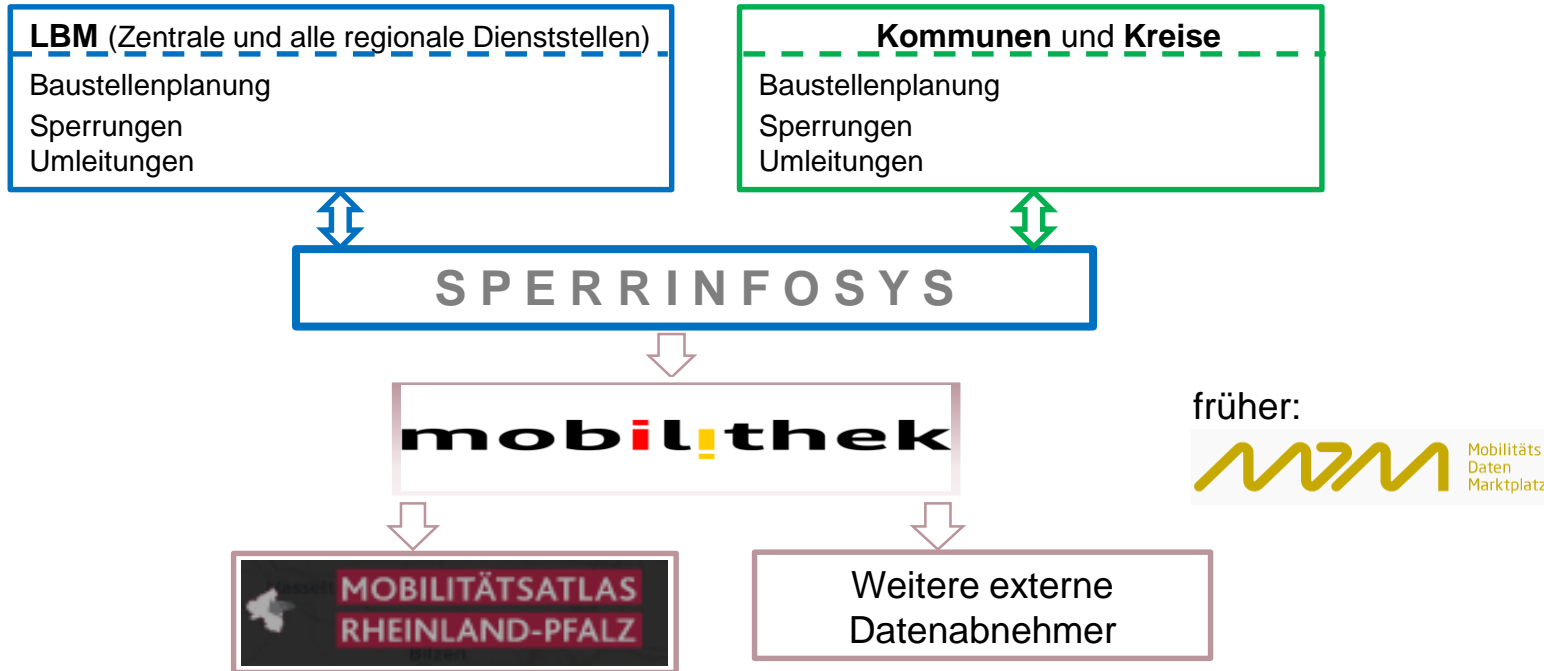 LBM (Zentrale und alle regionale Dienststellen)
Baustellenplanung
Sperrungen
Umleitungen
Kommunen und Kreise
Baustellenplanung
Sperrungen
Umleitungen
SPERRINFOSYS
mobilithek
früher:
MDM
Mobilitäts
Daten
Marktplatz
MOBILITÄTSATLAS
RHEINLAND-PFALZ
Weitere externe
Datenabnehmer